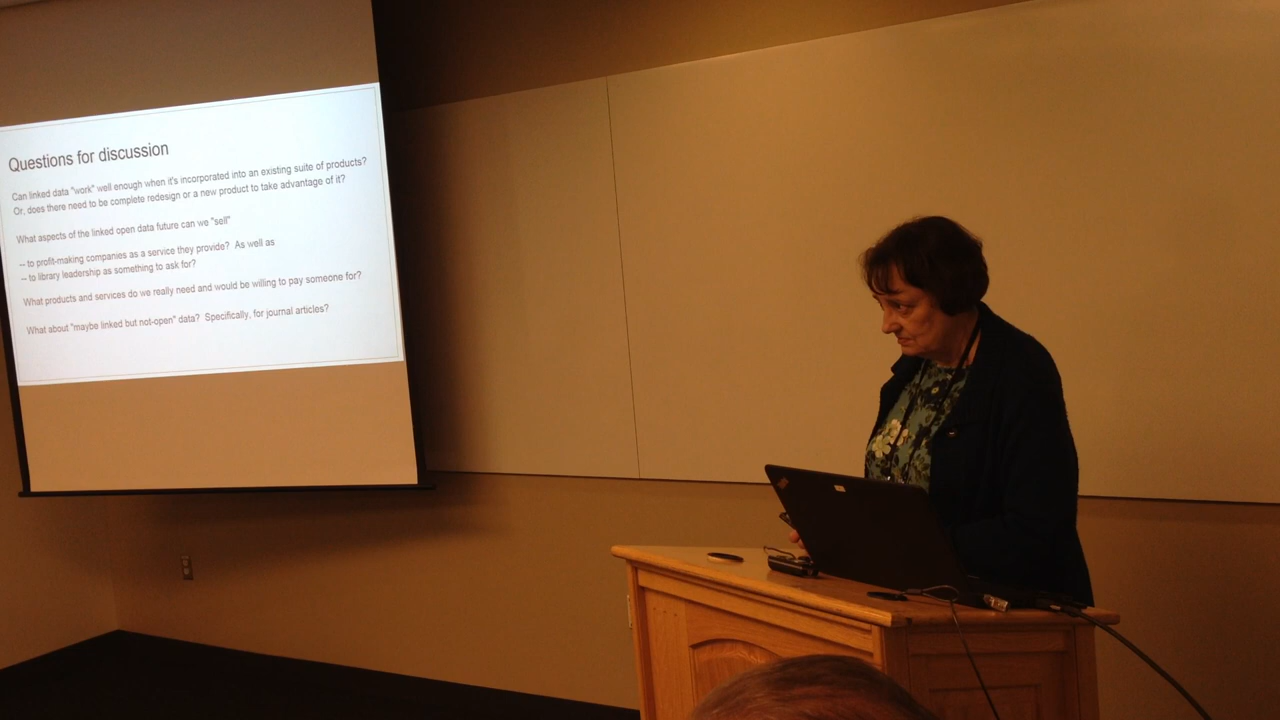 Questions for discussion
Can linked data "work" well enough when it's incorporated into an existing suite of products?
Or, does there need to be complete redesign or a new product to take advantage of it?
What aspects of the linked open data future can we "sell"
-- to profit-making companies as a service they provide?  As well as
-- to library leadership as something to ask for?
What products and services do we really need and would be willing to pay someone for?
What about "maybe linked but not-open" data?  Specifically, for journal articles?